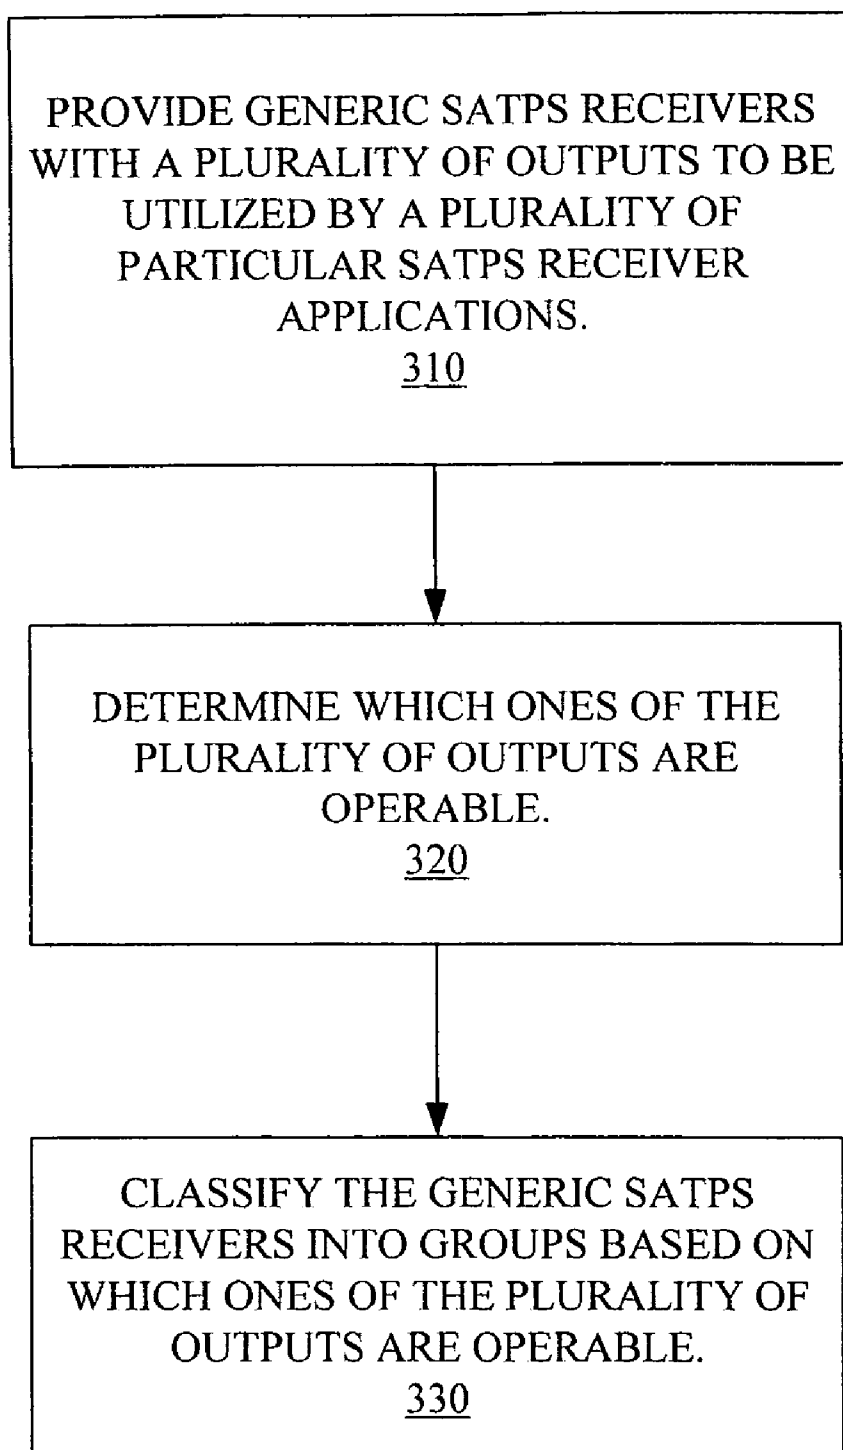 PROVIDE GENERIC SATPS RECEIVERS
WITH A PLURALITY OF OUTPUTS TO BE
UTILIZED BY A PLURALITY OF
PARTICULAR SATPS RECEIVER
APPLICATIONS.
310
DETERMINE WHICH ONES OF THE
PLURALITY OF OUTPUTS ARE
OPERABLE.
320
CLASSIFY THE GENERIC SATPS
RECEIVERS INTO GROUPS BASED ON
WHICH ONES OF THE PLURALITY OF
OUTPUTS ARE OPERABLE.
330